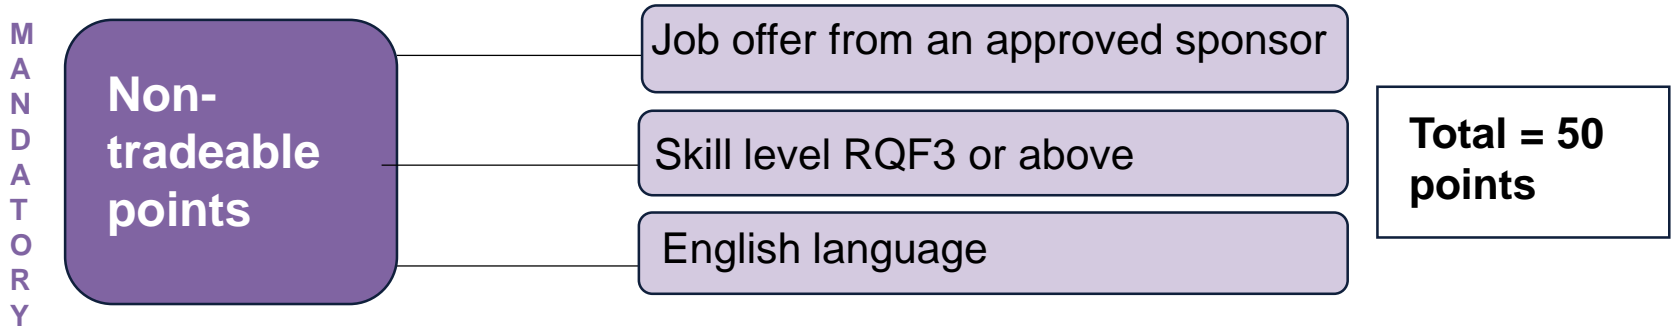 MANDATORY
Non-
tradeable
points
Job offer from an approved sponsor
Skill level RQF3 or above
English language
Total = 50
points